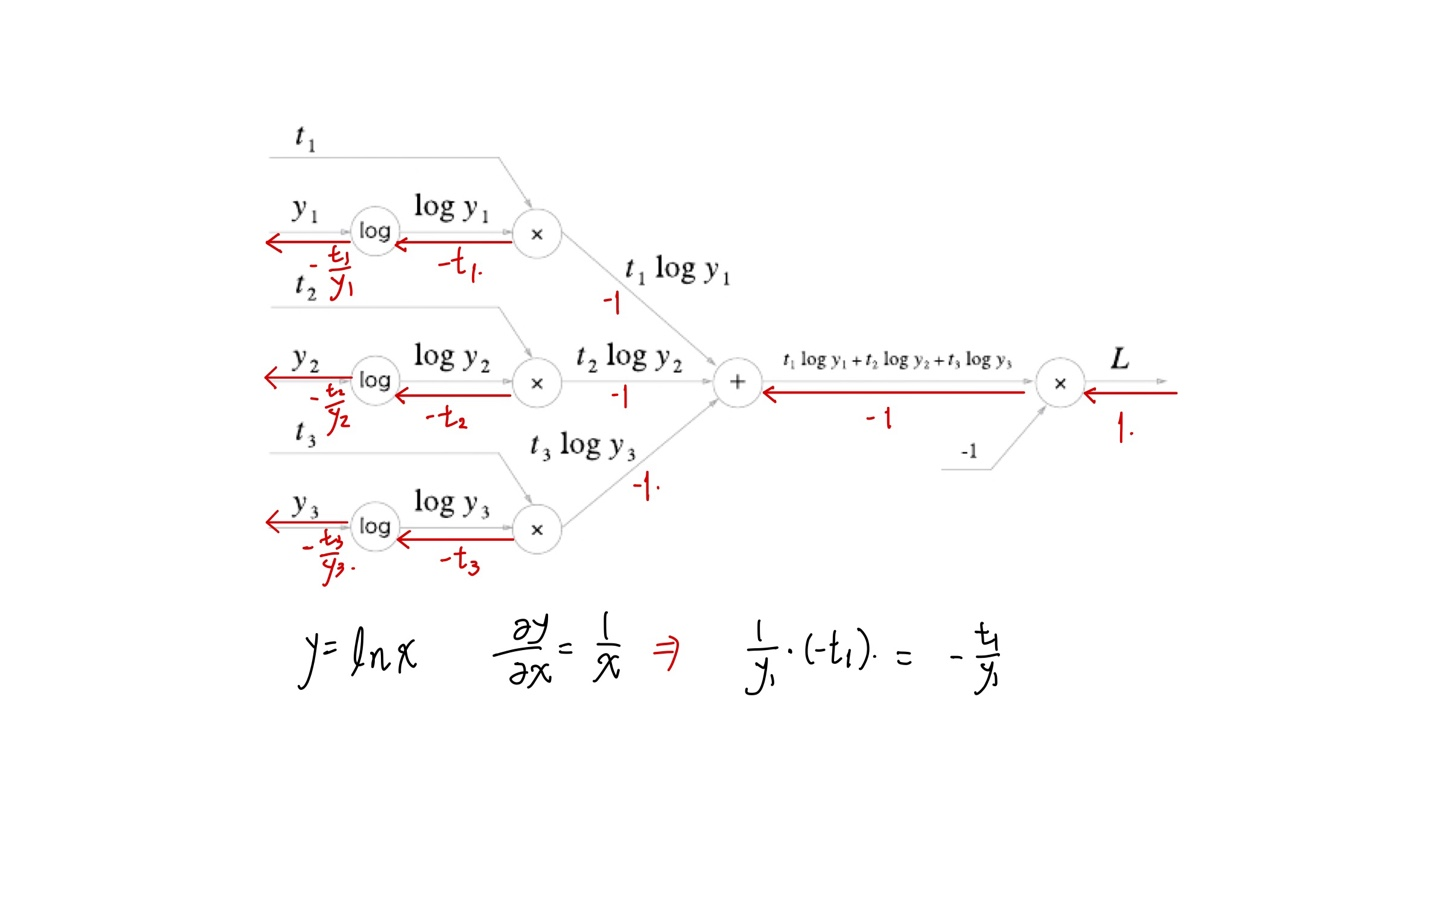 t₁
y₁ log log y₁ ×
-t₁/y₁ -t₁. t₁ log y₁
-1
t₂
y₂ log log y₂ × t₂ log y₂ + t₁ log y₁ + t₂ log y₂ + t₃ log y₃ × L
-t₂/y₂ -t₂ -1 -1 1.
-1
t₃
t₃ log y₃
-1.
y₃ log log y₃ ×
-t₃/y₃. -t₃
y = lnx ∂y/∂x = 1/x ⇒ 1/y₁ · (-t₁). = - t₁/y₁